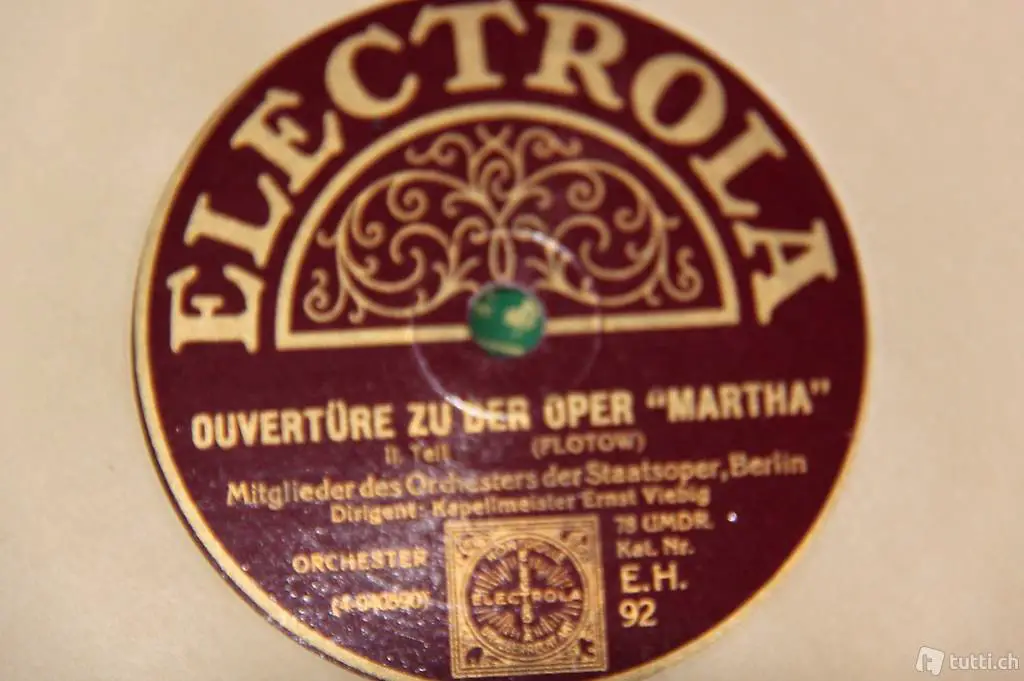 ELECTROLA
OUVERTÜRE ZU DER OPER "MARTHA"
II. Teil (FLOTOW)
Mitglieder des Orchesters der Staatsoper, Berlin
Dirigent: Kapellmeister Ernst Viebig
78 UMDR.
ORCHESTER
Kat. Nr.
E.H.
92
ELECTROLA
tutti.ch